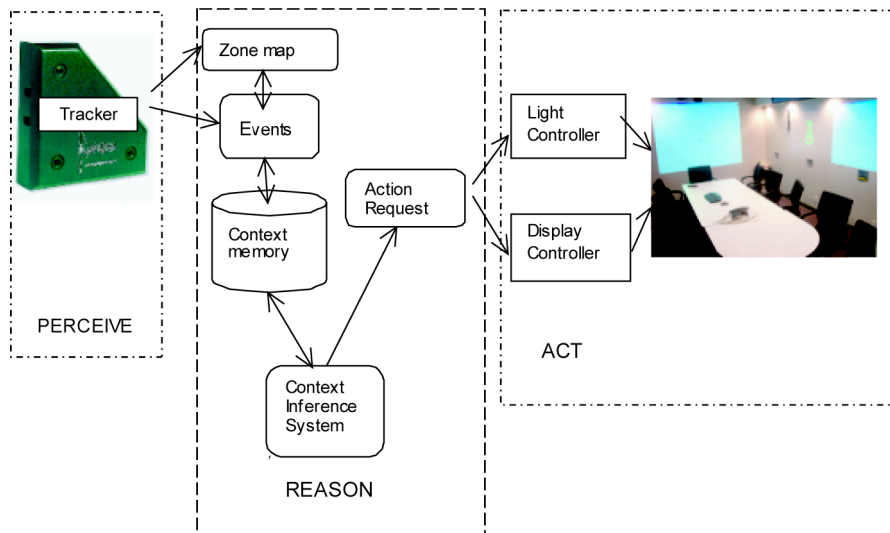 Tracker
PERCEIVE
Zone map
Events
Context
memory
Action
Request
Context
Inference
System
REASON
Light
Controller
Display
Controller
ACT